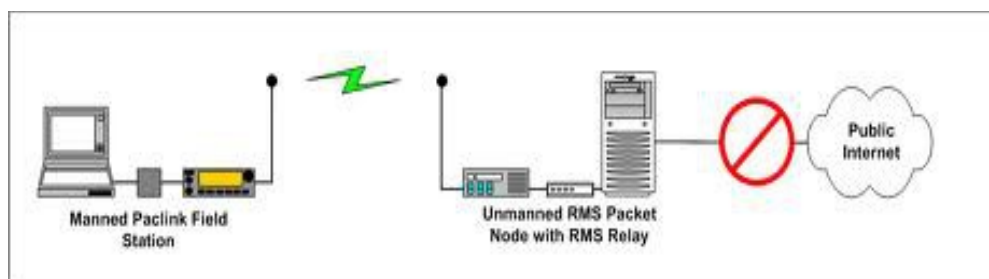 Manned Paclink Field
Station
Unmanned RMS Packet
Node with RMS Relay
Public
Internet